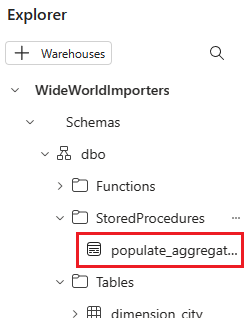 Explorer
+ Warehouses
WideWorldImporters
Schemas
dbo
Functions
StoredProcedures ...
populate_aggregat...
Tables
dimension_city